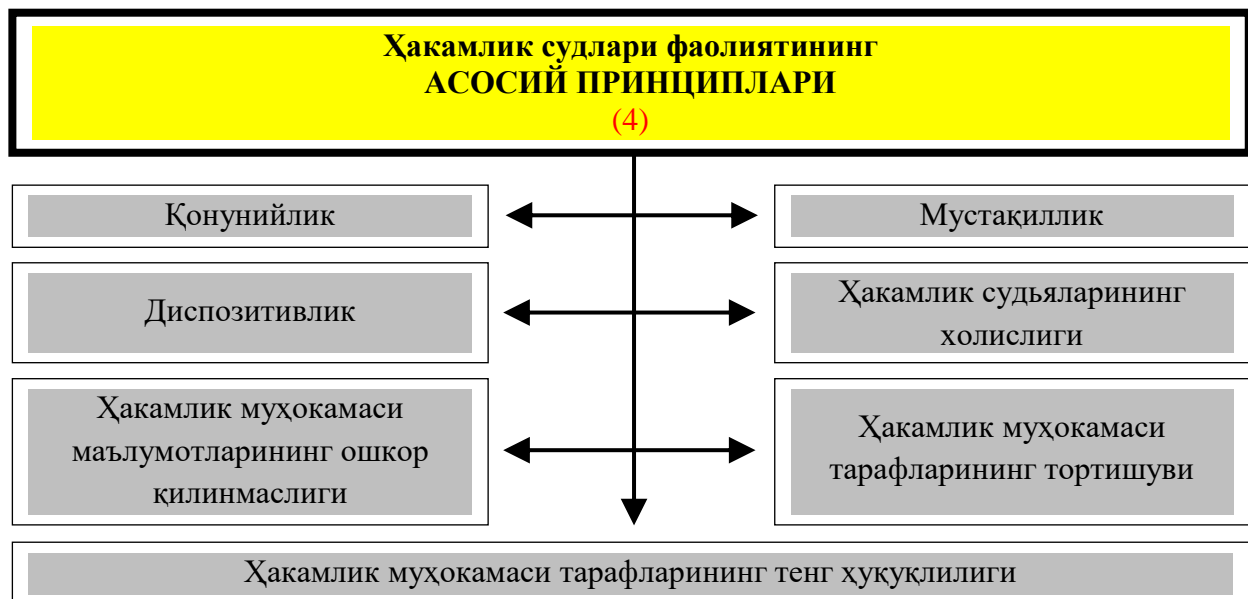 Ҳакамлик судлари фаолиятининг
АСОСИЙ ПРИНЦИПЛАРИ
(4)
Қонунийлик
Мустақиллик
Диспозитивлик
Ҳакамлик судьяларининг
холислиги
Ҳакамлик муҳокамаси
маълумотларининг ошкор
қилинмаслиги
Ҳакамлик муҳокамаси
тарафларининг тортишуви
Ҳакамлик муҳокамаси тарафларининг тенг ҳуқуқлилиги